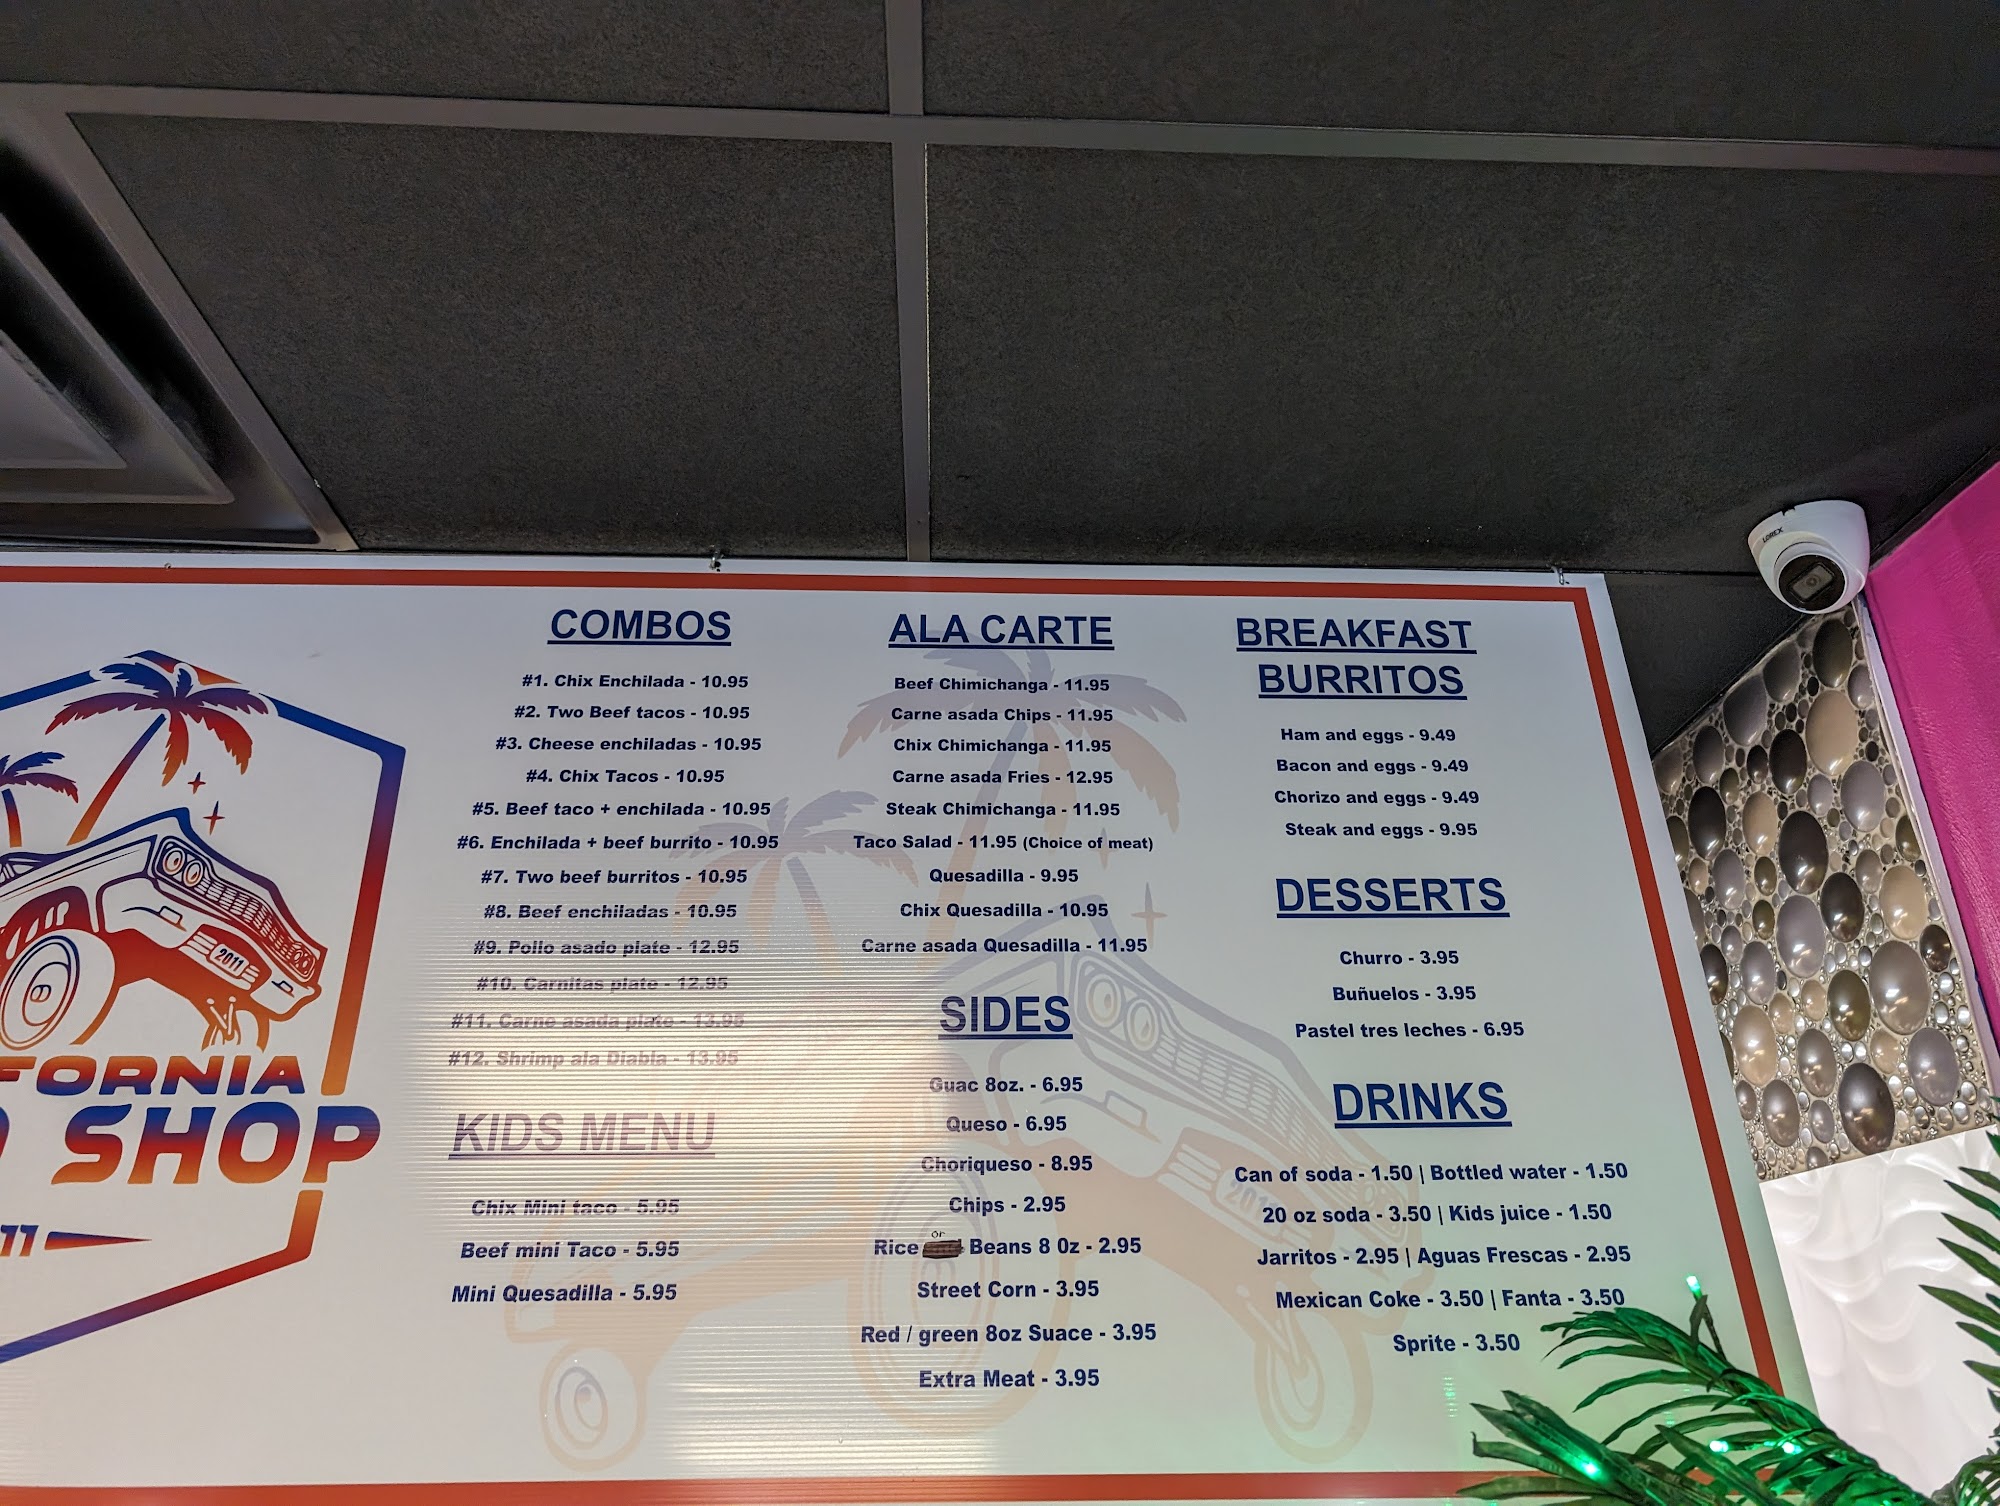 FORNIA
SHOP
11
2011
COMBOS
#1. Chix Enchilada - 10.95
#2. Two Beef tacos - 10.95
#3. Cheese enchiladas - 10.95
#4. Chix Tacos - 10.95
#5. Beef taco + enchilada - 10.95
#6. Enchilada + beef burrito - 10.95
#7. Two beef burritos - 10.95
#8. Beef enchiladas - 10.95
#9. Pollo asado plate - 12.95
#10. Carnitas plate - 12.95
#11. Carne asada plate - 13.95
#12. Shrimp ala Diabla - 13.95
KIDS MENU
Chix Mini taco - 5.95
Beef mini Taco - 5.95
Mini Quesadilla - 5.95
ALA CARTE
Beef Chimichanga - 11.95
Carne asada Chips - 11.95
Chix Chimichanga - 11.95
Carne asada Fries - 12.95
Steak Chimichanga - 11.95
Taco Salad - 11.95 (Choice of meat)
Quesadilla - 9.95
Chix Quesadilla - 10.95
Carne asada Quesadilla - 11.95
SIDES
Guac 8oz. - 6.95
Queso - 6.95
Choriqueso - 8.95
Chips - 2.95
Rice or Beans 8 0z - 2.95
Street Corn - 3.95
Red / green 8oz Suace - 3.95
Extra Meat - 3.95
2011
BREAKFAST
BURRITOS
Ham and eggs - 9.49
Bacon and eggs - 9.49
Chorizo and eggs - 9.49
Steak and eggs - 9.95
DESSERTS
Churro - 3.95
Buñuelos - 3.95
Pastel tres leches - 6.95
DRINKS
Can of soda - 1.50 | Bottled water - 1.50
20 oz soda - 3.50 | Kids juice - 1.50
Jarritos - 2.95 | Aguas Frescas - 2.95
Mexican Coke - 3.50 | Fanta - 3.50
Sprite - 3.50
LOREX